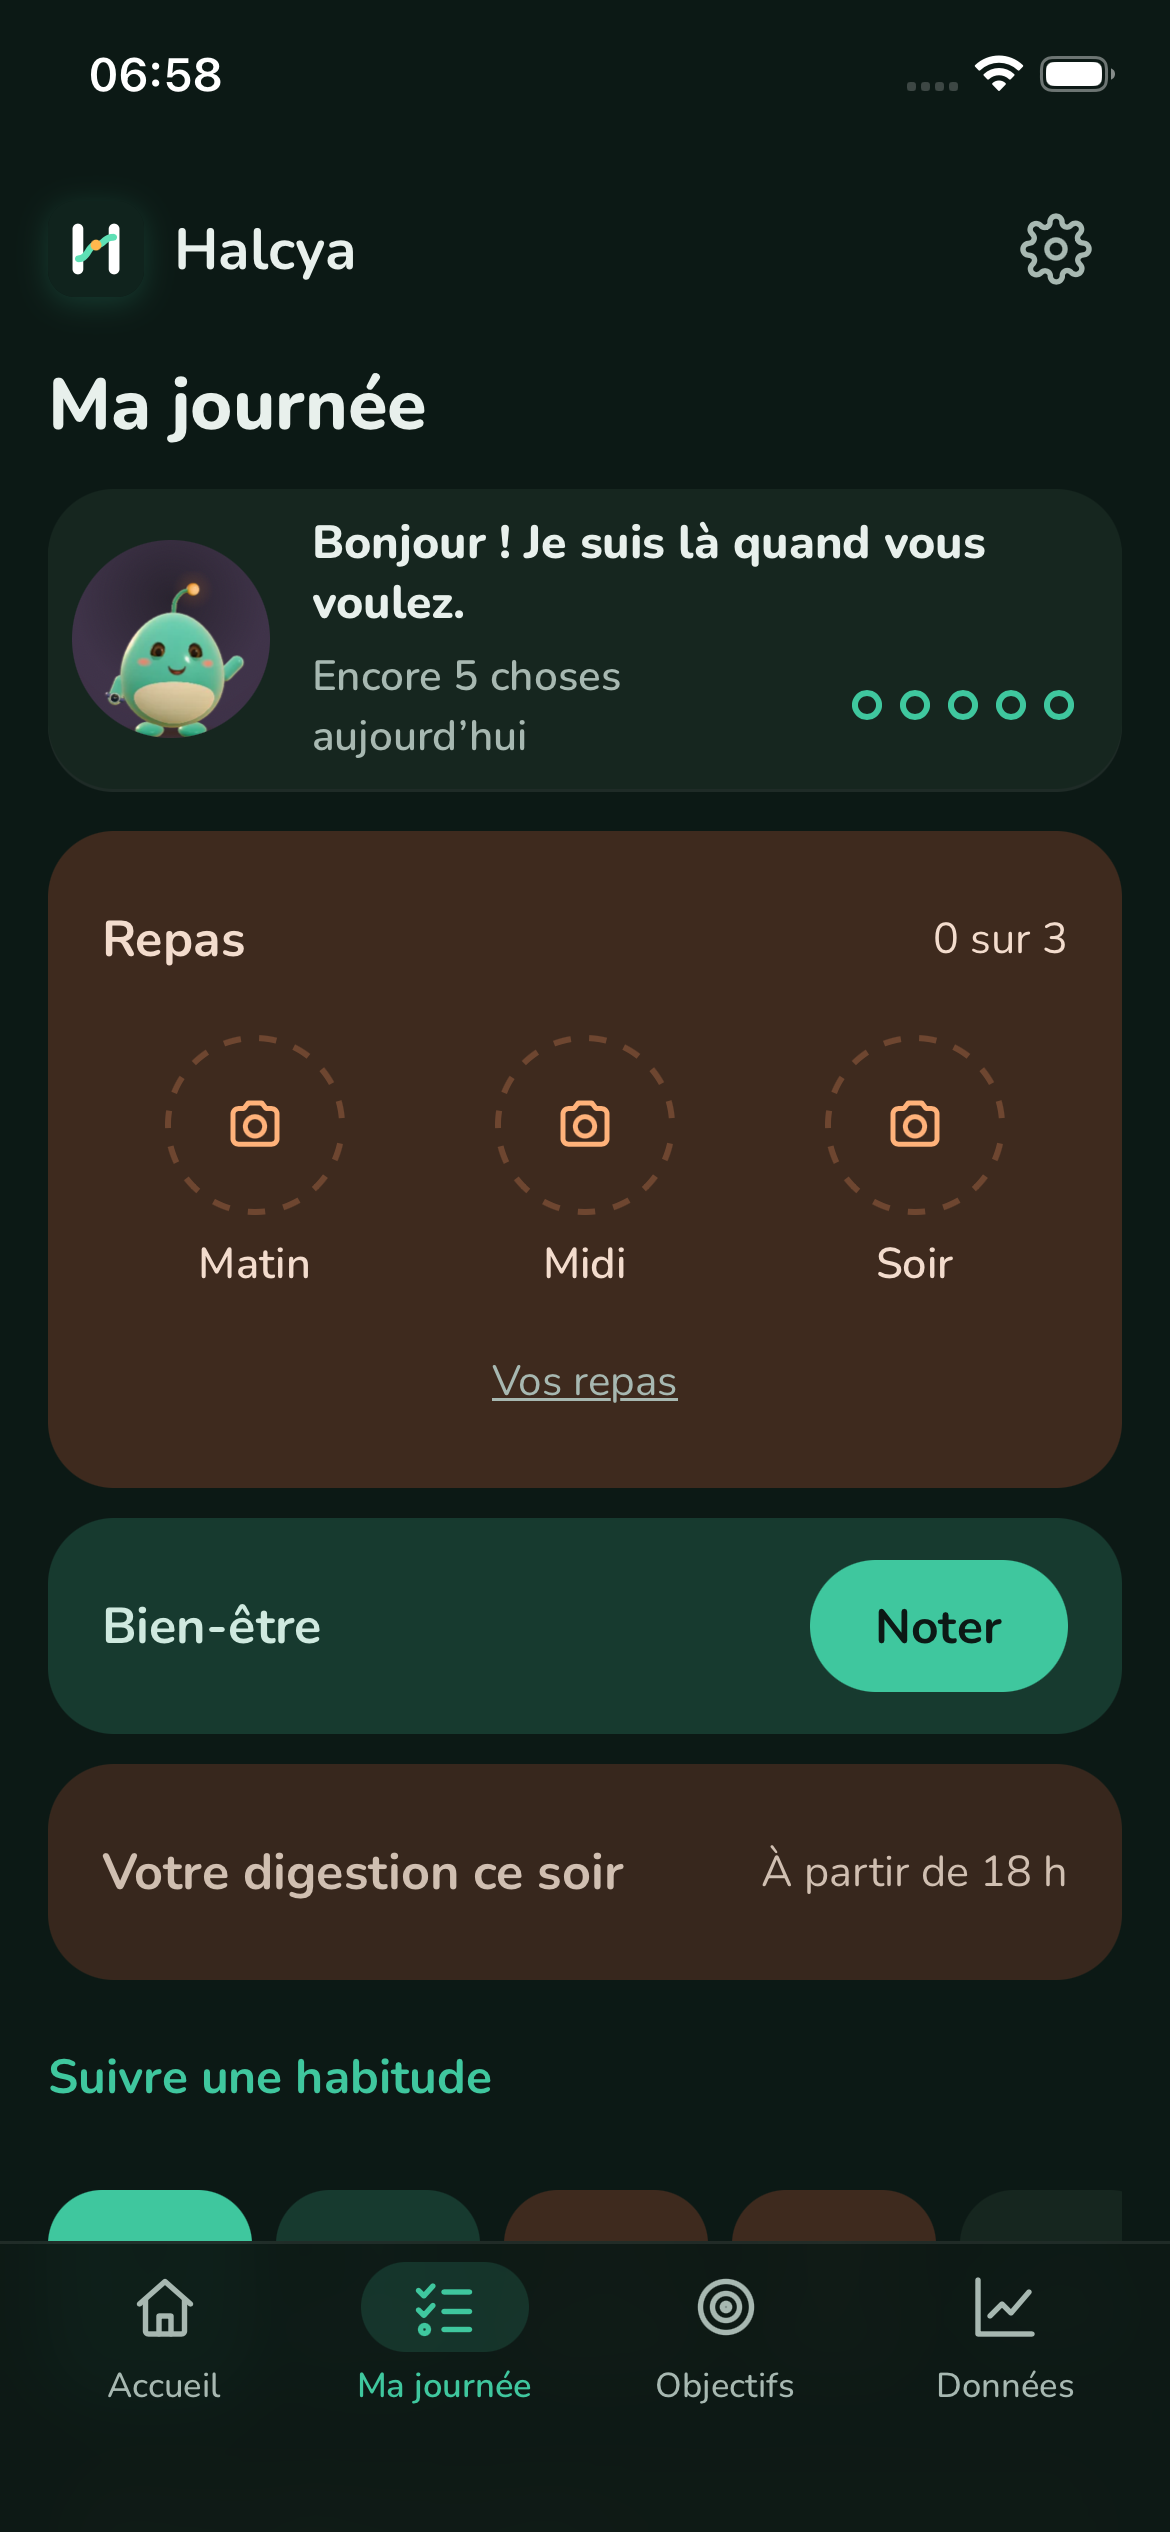 06:58
Halcya
Ma journée
Bonjour ! Je suis là quand vous
voulez.
Encore 5 choses
aujourd’hui
Repas
0 sur 3
Matin
Midi
Soir
Vos repas
Bien-être
Noter
Votre digestion ce soir
À partir de 18 h
Suivre une habitude
Accueil
Ma journée
Objectifs
Données